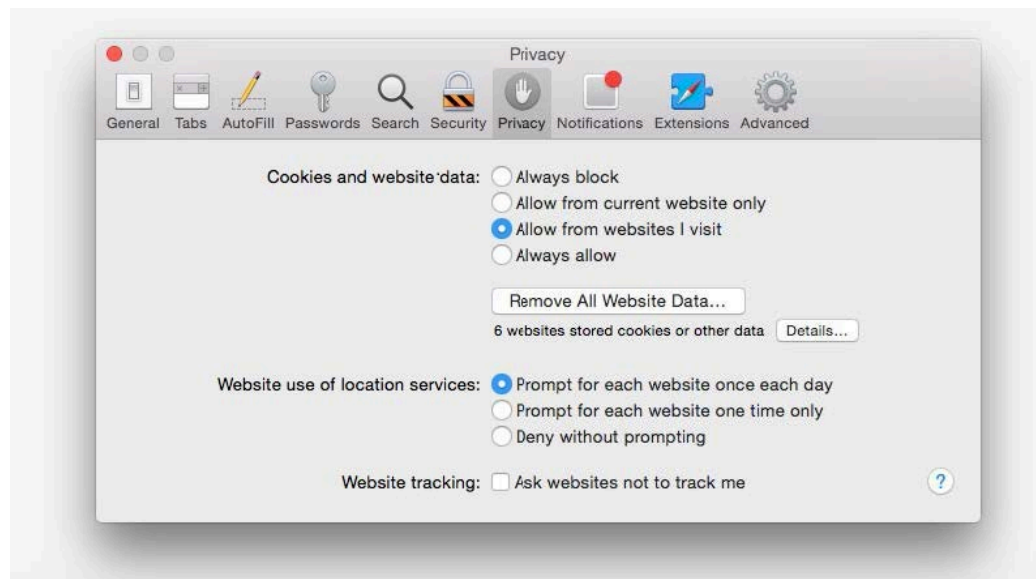 Privacy
General Tabs AutoFill Passwords Search Security Privacy Notifications Extensions Advanced
Cookies and website data: Always block
Allow from current website only
Allow from websites I visit
Always allow
Remove All Website Data...
6 websites stored cookies or other data Details...
Website use of location services: Prompt for each website once each day
Prompt for each website one time only
Deny without prompting
Website tracking: Ask websites not to track me ?